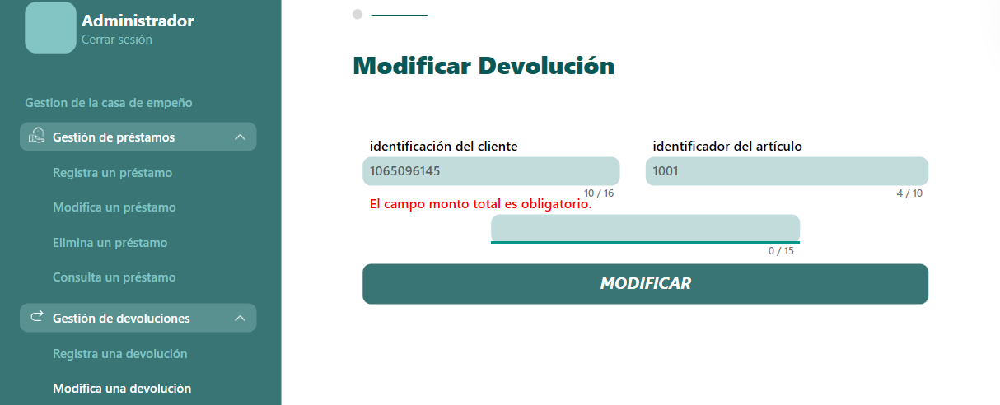 Administrador
Cerrar sesión
Gestion de la casa de empeño
Gestión de préstamos
Registra un préstamo
Modifica un préstamo
Elimina un préstamo
Consulta un préstamo
Gestión de devoluciones
Registra una devolución
Modifica una devolución
Modificar Devolución
identificación del cliente
1065096145
10 / 16
identificador del artículo
1001
4 / 10
El campo monto total es obligatorio.
0 / 15
MODIFICAR